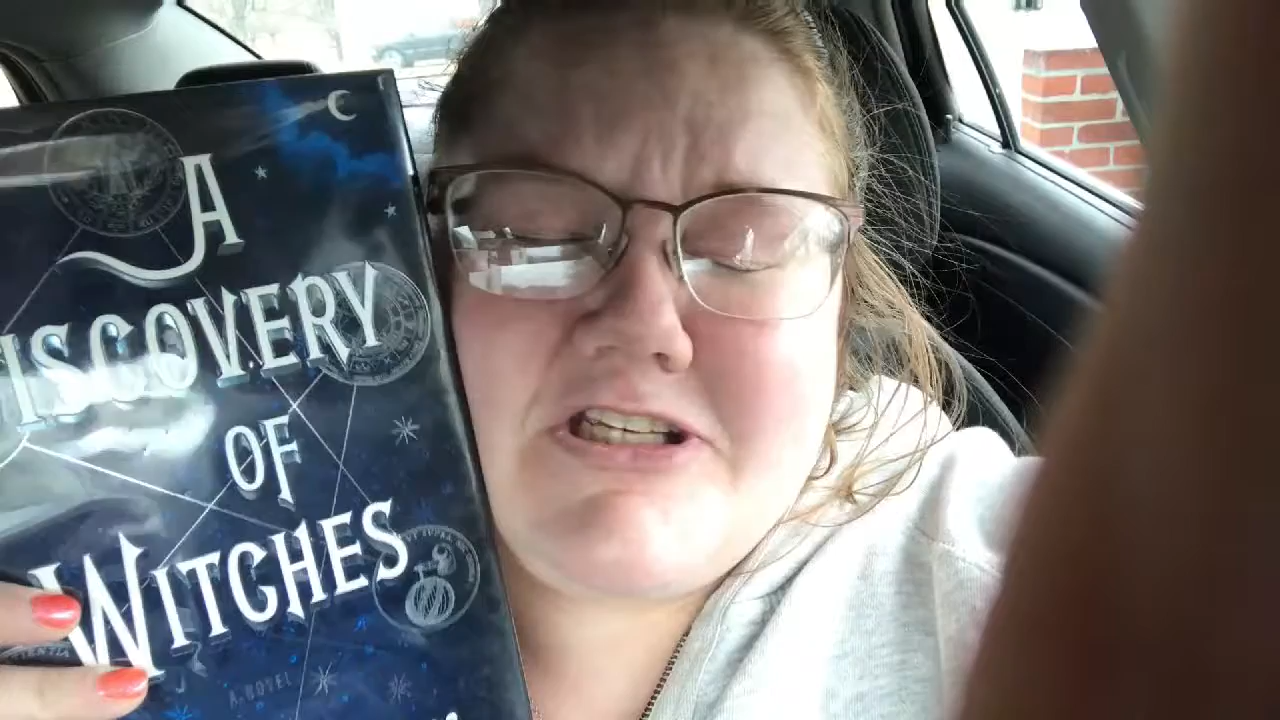 A
ISCOVERY
OF
WITCHES
A NOVEL